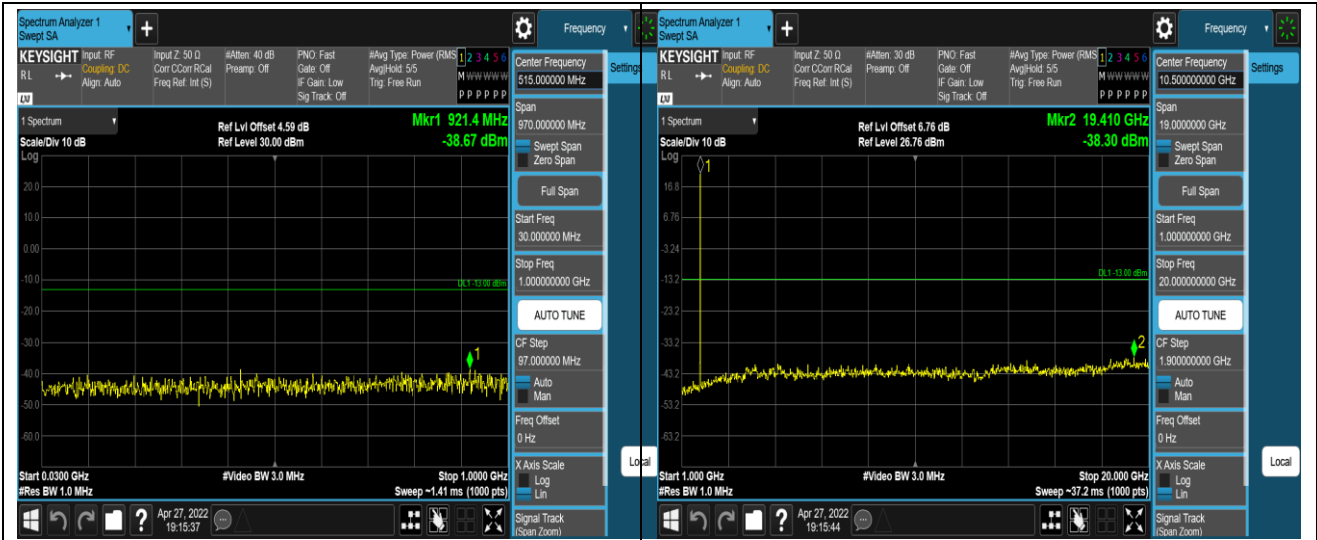 Spectrum Analyzer 1
Swept SA
KEYSIGHT
RL
LXI
Input: RF
Coupling: DC
Align: Auto
Input Z: 50 Ω
Corr CCorr RCal
Freq Ref: Int (S)
#Atten: 40 dB
Preamp: Off
PNO: Fast
Gate: Off
IF Gain: Low
Sig Track: Off
#Avg Type: Power (RMS
Avg|Hold: 5/5
Trig: Free Run
1 2 3 4 5 6
M W W W W W
P P P P P P
1 Spectrum
Scale/Div 10 dB
Log
Ref Lvl Offset 4.59 dB
Ref Level 30.00 dBm
Mkr1 921.4 MHz
-38.67 dBm
20.0
10.0
0.00
-10.0
-20.0
-30.0
-40.0
-50.0
-60.0
DL1 -13.00 dBm
1
Start 0.0300 GHz
#Res BW 1.0 MHz
#Video BW 3.0 MHz
Stop 1.0000 GHz
Sweep ~1.41 ms (1000 pts)
Apr 27, 2022
19:15:37
Frequency
Settings
Center Frequency
515.000000 MHz
Span
970.000000 MHz
Swept Span
Zero Span
Full Span
Start Freq
30.000000 MHz
Stop Freq
1.000000000 GHz
AUTO TUNE
CF Step
97.000000 MHz
Auto
Man
Freq Offset
0 Hz
X Axis Scale
Log
Lin
Signal Track
(Span Zoom)
Local
Spectrum Analyzer 1
Swept SA
KEYSIGHT
RL
LXI
Input: RF
Coupling: DC
Align: Auto
Input Z: 50 Ω
Corr CCorr RCal
Freq Ref: Int (S)
#Atten: 30 dB
Preamp: Off
PNO: Fast
Gate: Off
IF Gain: Low
Sig Track: Off
#Avg Type: Power (RMS
Avg|Hold: 5/5
Trig: Free Run
1 2 3 4 5 6
M W W W W W
P P P P P P
1 Spectrum
Scale/Div 10 dB
Log
Ref Lvl Offset 6.76 dB
Ref Level 26.76 dBm
Mkr2 19.410 GHz
-38.30 dBm
1
16.8
6.76
-3.24
-13.2
-23.2
-33.2
-43.2
-53.2
-63.2
DL1 -13.00 dBm
2
Start 1.000 GHz
#Res BW 1.0 MHz
#Video BW 3.0 MHz
Stop 20.000 GHz
Sweep ~37.2 ms (1000 pts)
Apr 27, 2022
19:15:44
Frequency
Settings
Center Frequency
10.500000000 GHz
Span
19.0000000 GHz
Swept Span
Zero Span
Full Span
Start Freq
1.000000000 GHz
Stop Freq
20.000000000 GHz
AUTO TUNE
CF Step
1.900000000 GHz
Auto
Man
Freq Offset
0 Hz
X Axis Scale
Log
Lin
Signal Track
(Span Zoom)
Local